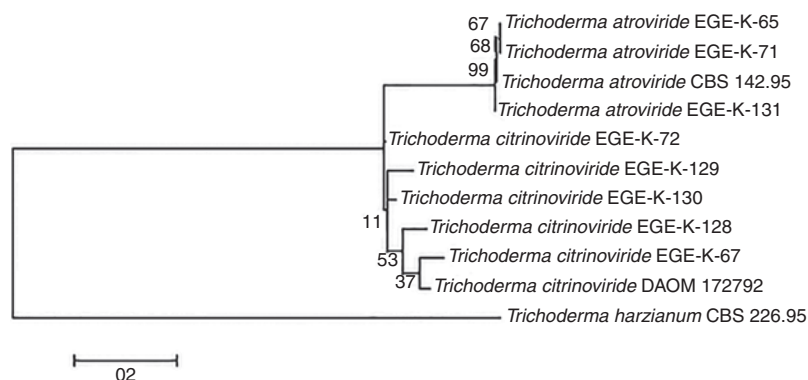 67
Trichoderma atroviride EGE-K-65
68
Trichoderma atroviride EGE-K-71
99
Trichoderma atroviride CBS 142.95
Trichoderma atroviride EGE-K-131
Trichoderma citrinoviride EGE-K-72
Trichoderma citrinoviride EGE-K-129
Trichoderma citrinoviride EGE-K-130
11
Trichoderma citrinoviride EGE-K-128
53
Trichoderma citrinoviride EGE-K-67
37
Trichoderma citrinoviride DAOM 172792
Trichoderma harzianum CBS 226.95
02